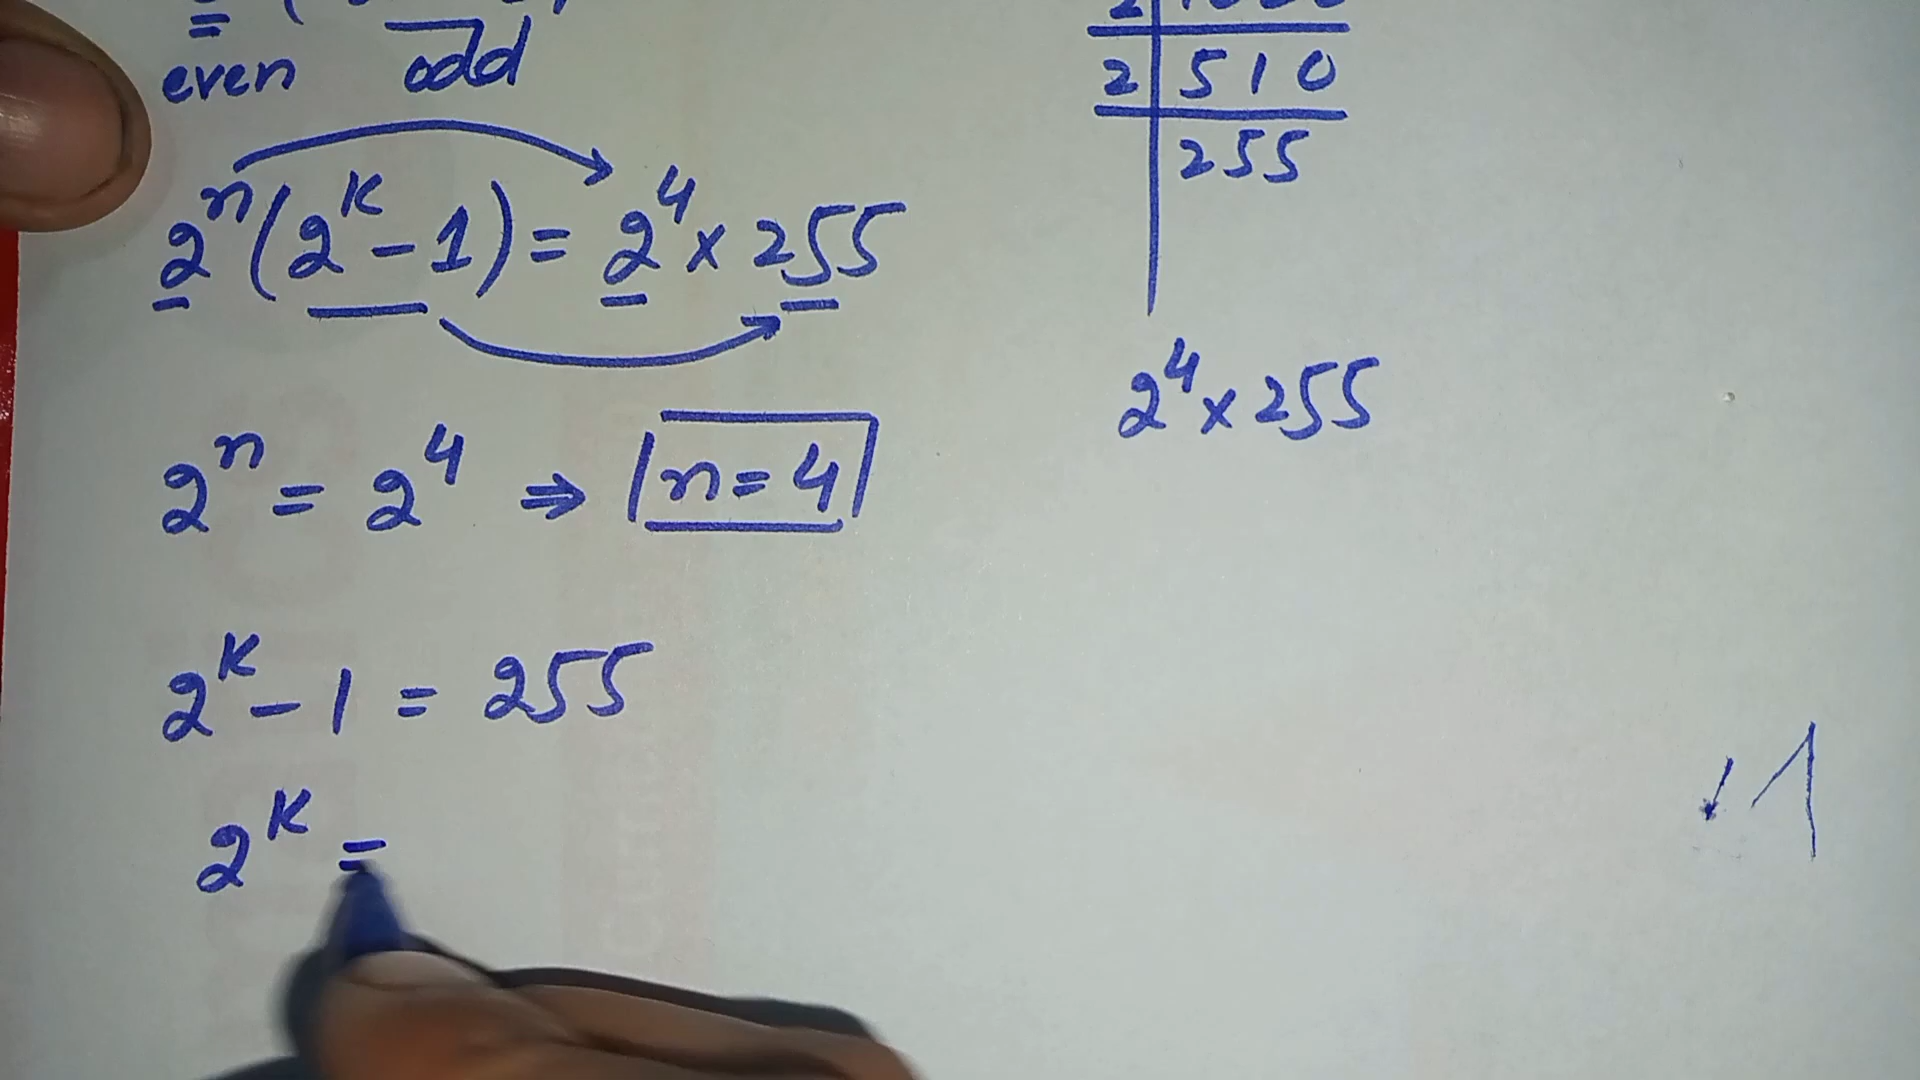 even odd
2^n(2^k-1)=2^4×255
2^n=2^4⇒n=4
2^k-1=255
2^k=
2|510
255
2^4×255